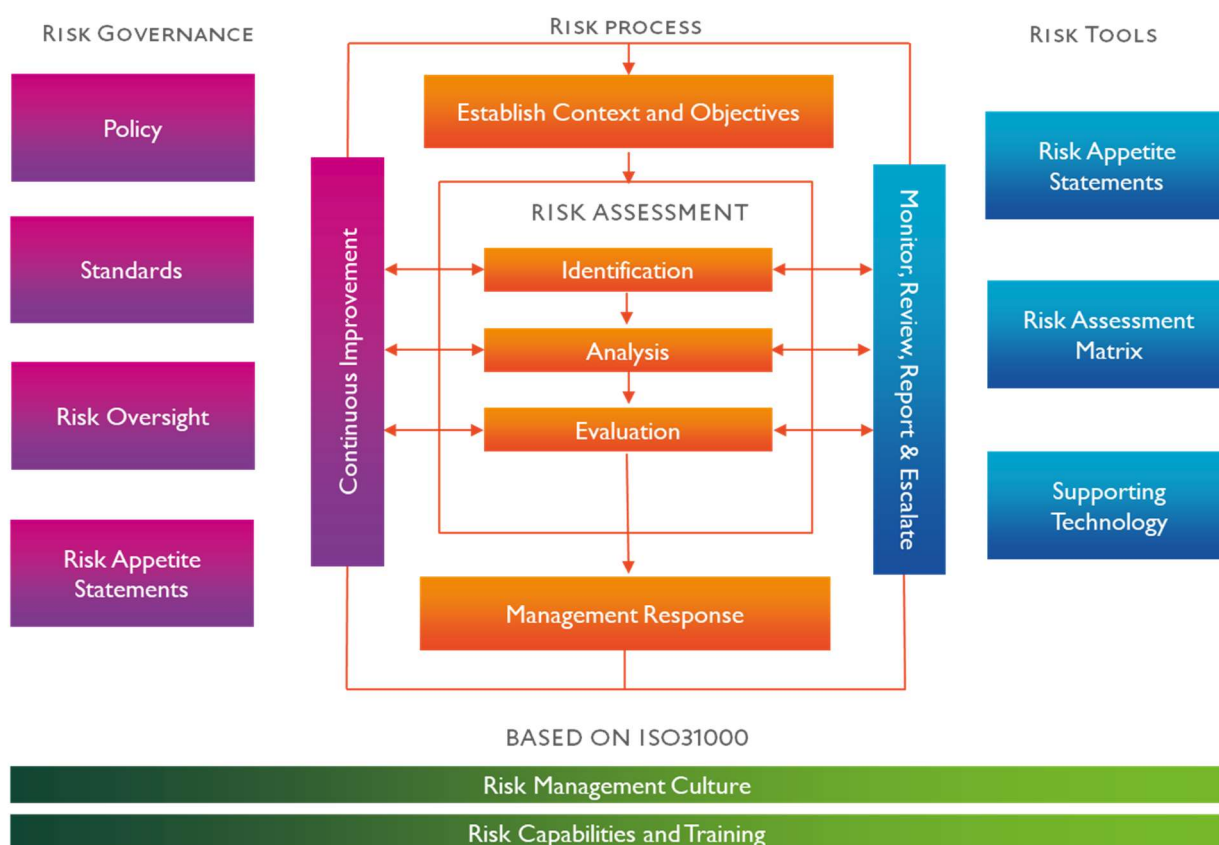 RISK GOVERNANCE
Policy
Standards
Risk Oversight
Risk Appetite
Statements
RISK PROCESS
Establish Context and Objectives
Continuous Improvement
RISK ASSESSMENT
Identification
Analysis
Evaluation
Monitor, Review, Report & Escalate
Management Response
RISK TOOLS
Risk Appetite
Statements
Risk Assessment
Matrix
Supporting
Technology
BASED ON ISO31000
Risk Management Culture
Risk Capabilities and Training